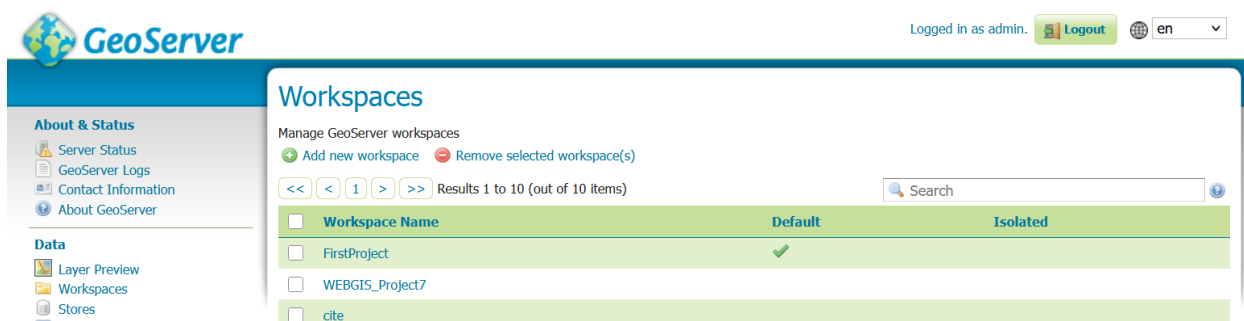 GeoServer
Logged in as admin. Logout en
About & Status
Server Status
GeoServer Logs
Contact Information
About GeoServer
Data
Layer Preview
Workspaces
Stores
Workspaces
Manage GeoServer workspaces
Add new workspace Remove selected workspace(s)
<< < 1 > >> Results 1 to 10 (out of 10 items) Search
Workspace Name Default Isolated
FirstProject
WEBGIS_Project7
cite